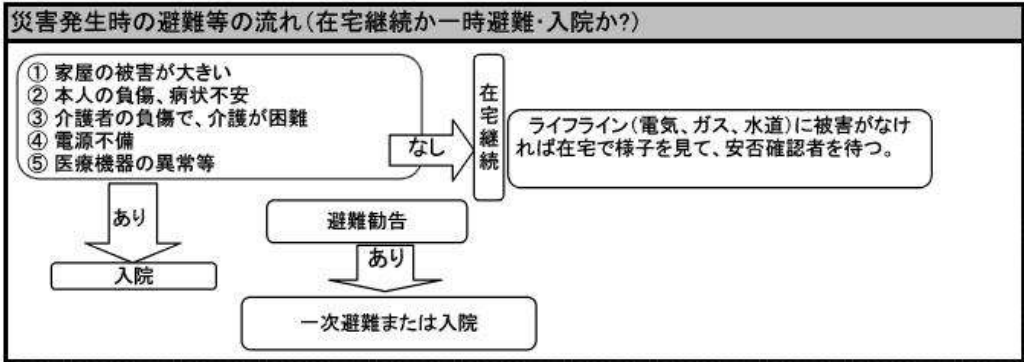 災害発生時の避難等の流れ(在宅継続か一時避難・入院か?)
① 家屋の被害が大きい
② 本人の負傷、病状不安
③ 介護者の負傷で、介護が困難
④ 電源不備
⑤ 医療機器の異常等
なし
在宅継続
ライフライン(電気、ガス、水道)に被害がなけ
れば在宅で様子を見て、安否確認者を待つ。
あり
入院
避難勧告
あり
一次避難または入院